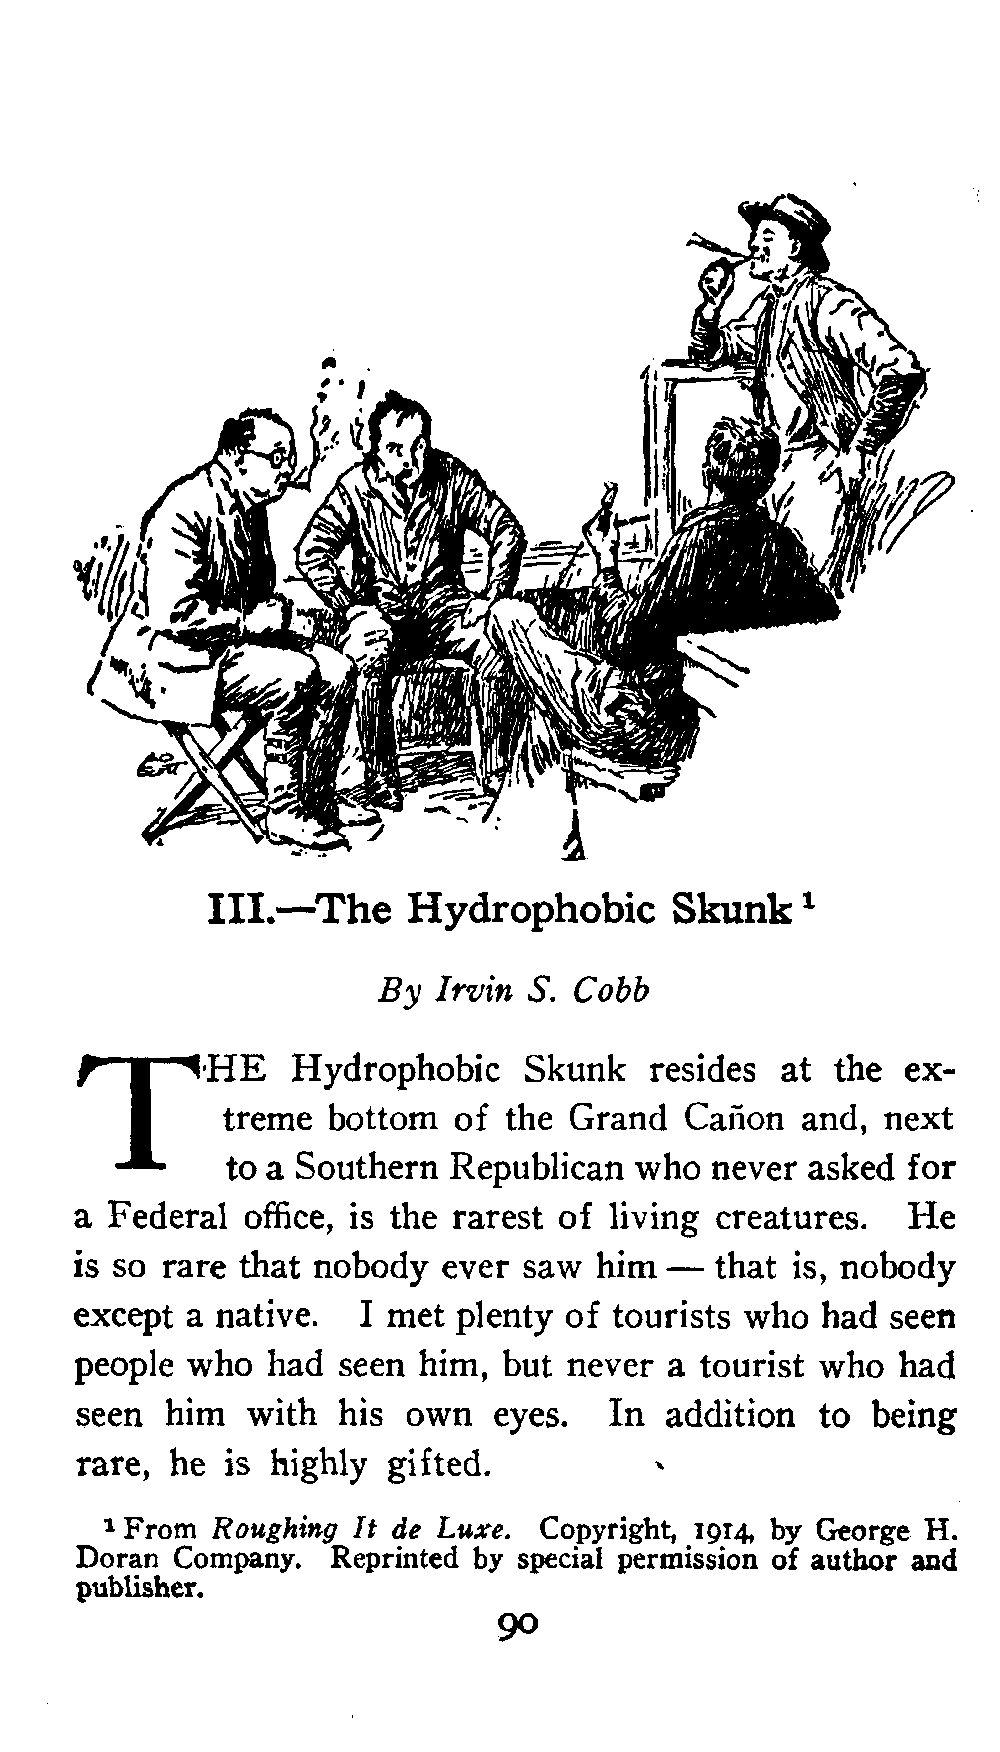 III.—The Hydrophobic Skunk ¹
By Irvin S. Cobb
THE Hydrophobic Skunk resides at the ex-
treme bottom of the Grand Cañon and, next
to a Southern Republican who never asked for
a Federal office, is the rarest of living creatures. He
is so rare that nobody ever saw him — that is, nobody
except a native. I met plenty of tourists who had seen
people who had seen him, but never a tourist who had
seen him with his own eyes. In addition to being
rare, he is highly gifted.
¹ From Roughing It de Luxe. Copyright, 1914, by George H.
Doran Company. Reprinted by special permission of author and
publisher.
90